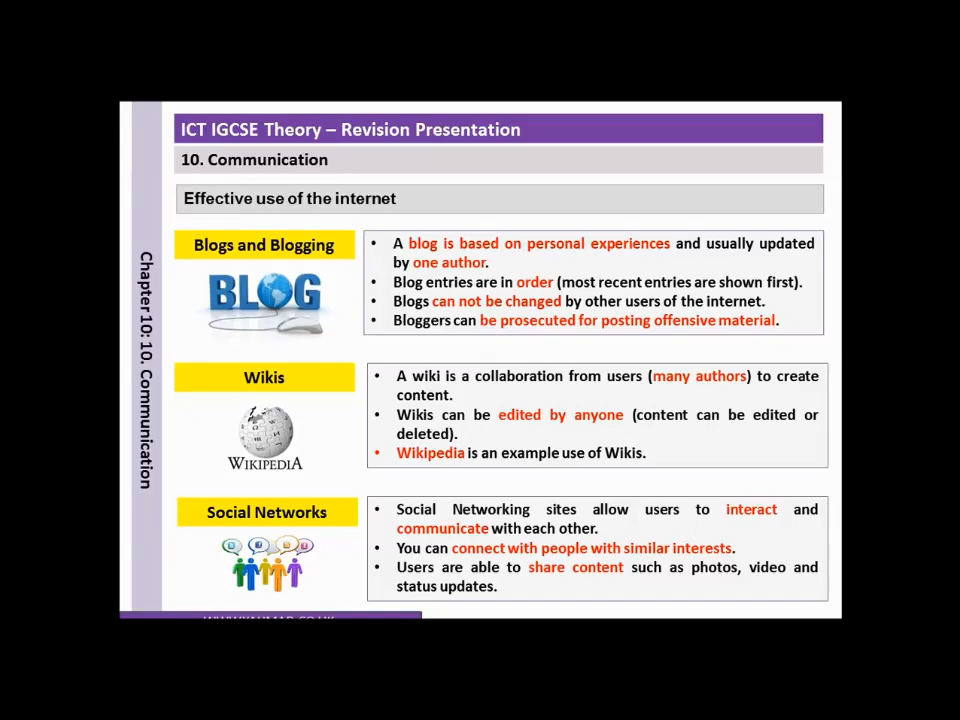 ICT IGCSE Theory – Revision Presentation
10. Communication
Effective use of the internet
Chapter 10: 10. Communication
Blogs and Blogging
BLOG
• A blog is based on personal experiences and usually updated
by one author.
• Blog entries are in order (most recent entries are shown first).
• Blogs can not be changed by other users of the internet.
• Bloggers can be prosecuted for posting offensive material.
Wikis
WIKIPEDIA
• A wiki is a collaboration from users (many authors) to create
content.
• Wikis can be edited by anyone (content can be edited or
deleted).
• Wikipedia is an example use of Wikis.
Social Networks
• Social Networking sites allow users to interact and
communicate with each other.
• You can connect with people with similar interests.
• Users are able to share content such as photos, video and
status updates.